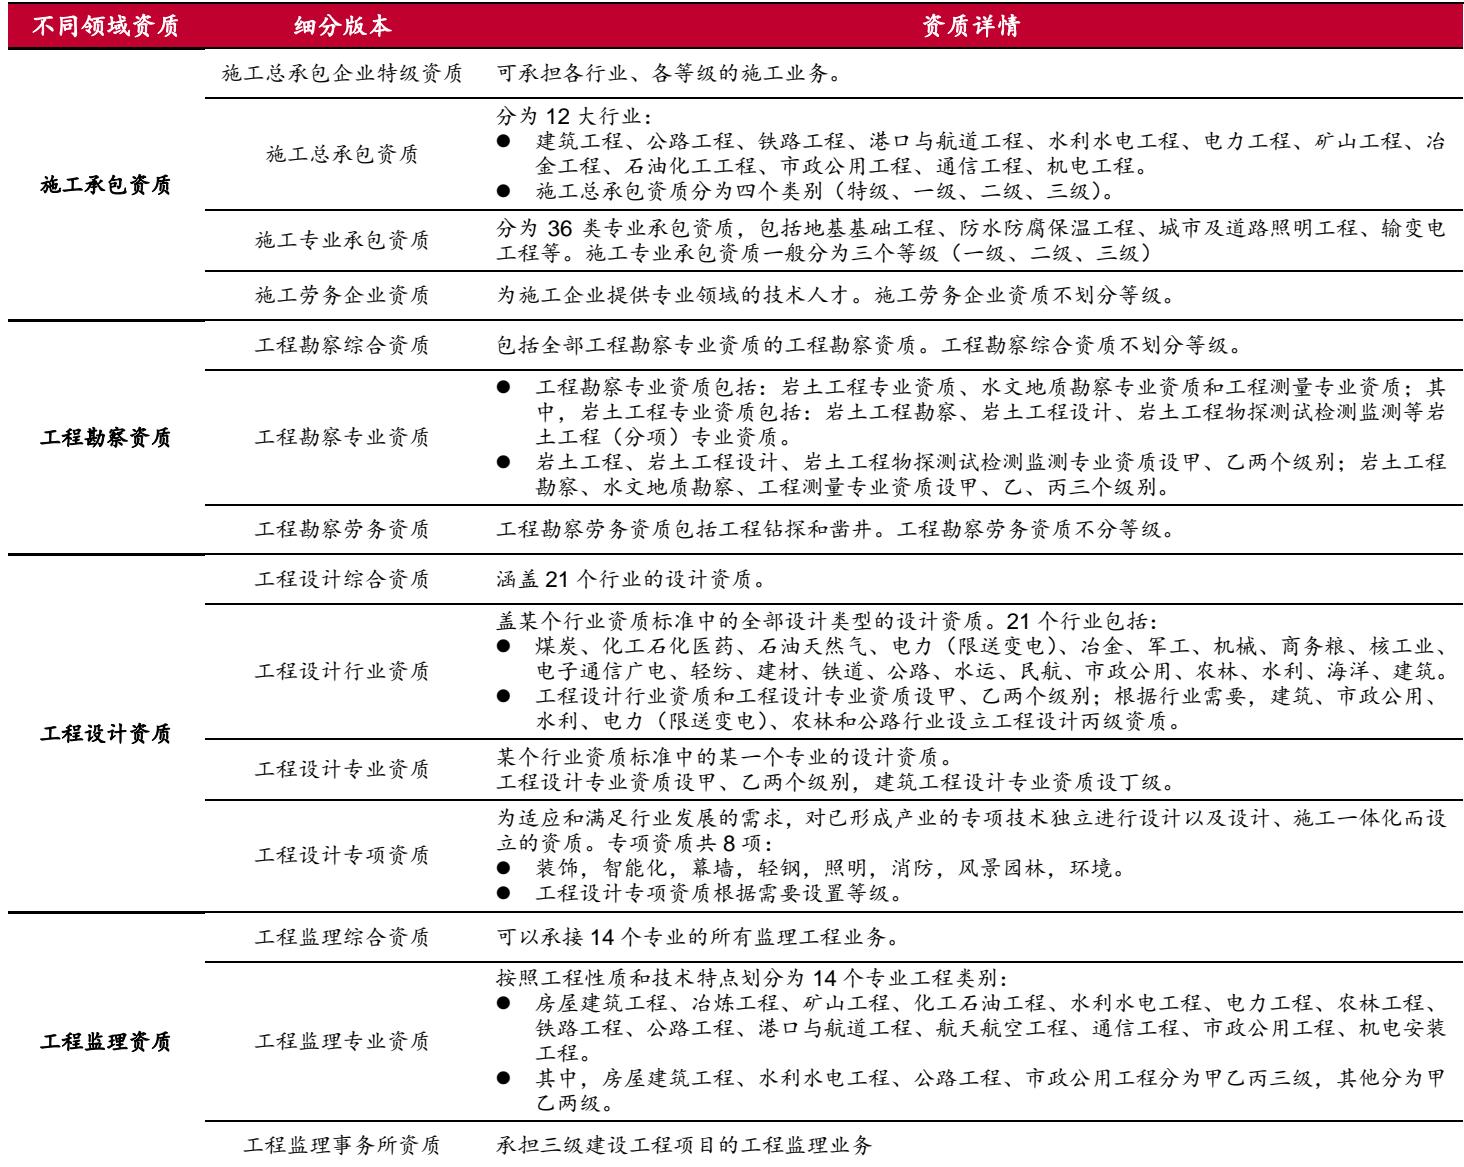 不同领域资质 细分版本 资质详情
施工承包资质
施工总承包企业特级资质 可承担各行业、各等级的施工业务。
施工总承包资质
分为 12 大行业：
● 建筑工程、公路工程、铁路工程、港口与航道工程、水利水电工程、电力工程、矿山工程、冶
金工程、石油化工工程、市政公用工程、通信工程、机电工程。
● 施工总承包资质分为四个类别（特级、一级、二级、三级）。
施工专业承包资质
分为 36 类专业承包资质，包括地基基础工程、防水防腐保温工程、城市及道路照明工程、输变电
工程等。施工专业承包资质一般分为三个等级（一级、二级、三级）
施工劳务企业资质 为施工企业提供专业领域的技术人才。施工劳务企业资质不划分等级。
工程勘察资质
工程勘察综合资质 包括全部工程勘察专业资质的工程勘察资质。工程勘察综合资质不划分等级。
工程勘察专业资质
● 工程勘察专业资质包括：岩土工程专业资质、水文地质勘察专业资质和工程测量专业资质；其
中，岩土工程专业资质包括：岩土工程勘察、岩土工程设计、岩土工程物探测试检测监测等岩
土工程（分项）专业资质。
● 岩土工程、岩土工程设计、岩土工程物探测试检测监测专业资质设甲、乙两个级别；岩土工程
勘察、水文地质勘察、工程测量专业资质设甲、乙、丙三个级别。
工程勘察劳务资质 工程勘察劳务资质包括工程钻探和凿井。工程勘察劳务资质不分等级。
工程设计资质
工程设计综合资质 涵盖 21 个行业的设计资质。
工程设计行业资质
盖某个行业资质标准中的全部设计类型的设计资质。21 个行业包括：
● 煤炭、化工石化医药、石油天然气、电力（限送变电）、冶金、军工、机械、商务粮、核工业、
电子通信广电、轻纺、建材、铁道、公路、水运、民航、市政公用、农林、水利、海洋、建筑。
● 工程设计行业资质和工程设计专业资质设甲、乙两个级别；根据行业需要，建筑、市政公用、
水利、电力（限送变电）、农林和公路行业设立工程设计丙级资质。
工程设计专业资质
某个行业资质标准中的某一个专业的设计资质。
工程设计专业资质设甲、乙两个级别，建筑工程设计专业资质设丁级。
工程设计专项资质
为适应和满足行业发展的需求，对已形成产业的专项技术独立进行设计以及设计、施工一体化而设
立的资质。专项资质共 8 项：
● 装饰，智能化，幕墙，轻钢，照明，消防，风景园林，环境。
● 工程设计专项资质根据需要设置等级。
工程监理资质
工程监理综合资质 可以承接 14 个专业的所有监理工程业务。
工程监理专业资质
按照工程性质和技术特点划分为 14 个专业工程类别：
● 房屋建筑工程、冶炼工程、矿山工程、化工石油工程、水利水电工程、电力工程、农林工程、
铁路工程、公路工程、港口与航道工程、航天航空工程、通信工程、市政公用工程、机电安装
工程。
● 其中，房屋建筑工程、水利水电工程、公路工程、市政公用工程分为甲乙丙三级，其他分为甲
乙两级。
工程监理事务所资质 承担三级建设工程项目的工程监理业务